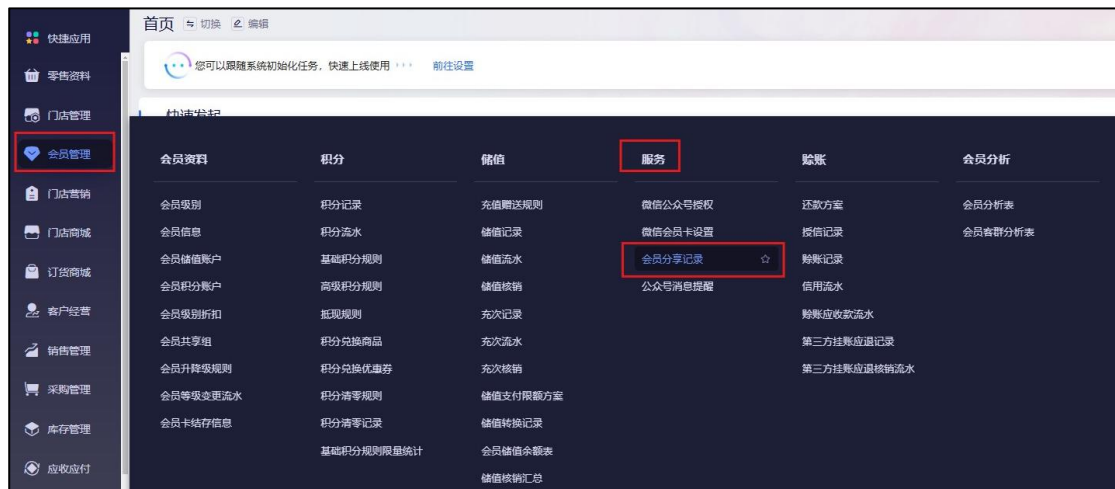 首页 切换 编辑
您可以跟随系统初始化任务，快速上线使用 前往设置
快速发起
快捷应用
零售资料
门店管理
会员管理
门店营销
门店商城
订货商城
客户经营
销售管理
采购管理
库存管理
应收应付
会员资料
会员级别
会员信息
会员储值账户
会员积分账户
会员级别折扣
会员共享组
会员升降级规则
会员等级变更流水
会员卡结存信息
积分
积分记录
积分流水
基础积分规则
高级积分规则
抵现规则
积分兑换商品
积分兑换优惠券
积分清零规则
积分清零记录
基础积分规则限量统计
储值
充值赠送规则
储值记录
储值流水
储值核销
充次记录
充次流水
充次核销
储值支付限额方案
储值转换记录
会员储值余额表
储值核销汇总
服务
微信公众号授权
微信会员卡设置
会员分享记录
公众号消息提醒
赊账
还款方案
授信记录
赊账记录
信用流水
赊账应收款流水
第三方挂账应退记录
第三方挂账应退核销流水
会员分析
会员分析表
会员客群分析表